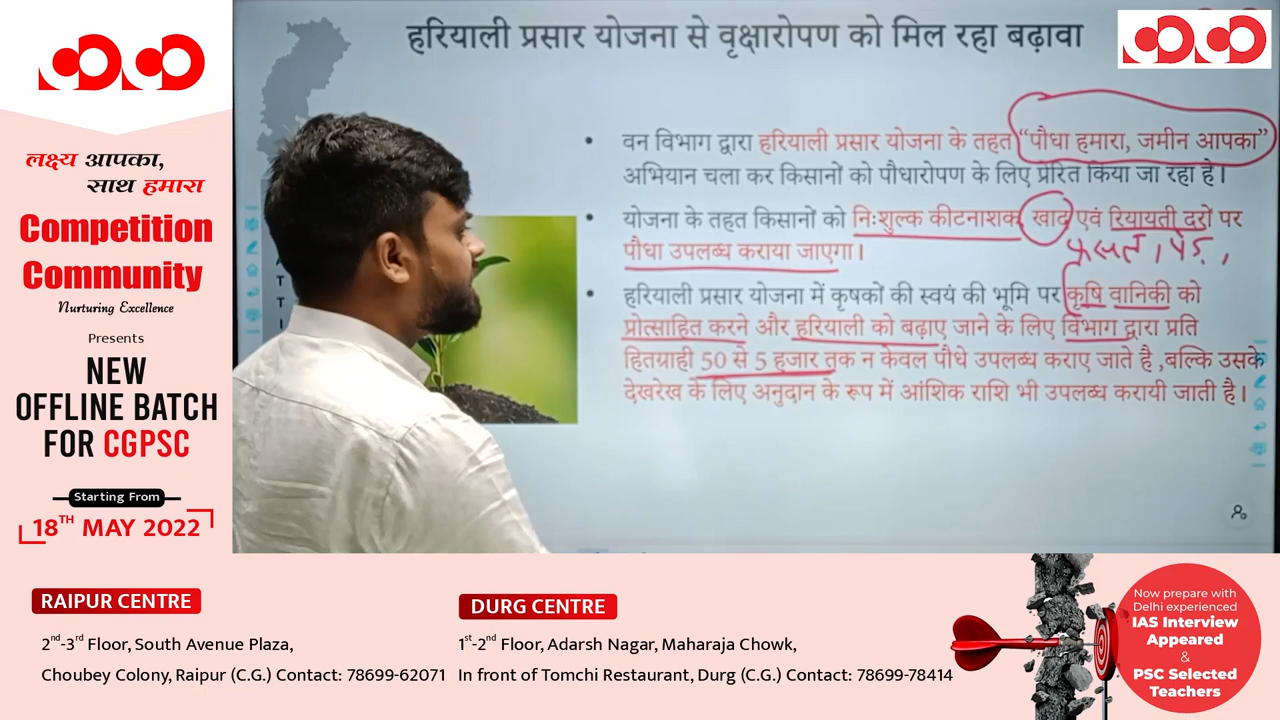 लक्ष्य आपका,
साथ हमारा
Competition
Community
Nurturing Excellence
Presents
NEW
OFFLINE BATCH
FOR CGPSC
Starting From
18TH MAY 2022
हरियाली प्रसार योजना से वृक्षारोपण को मिल रहा बढ़ावा
• वन विभाग द्वारा हरियाली प्रसार योजना के तहत "पौधा हमारा, जमीन आपका"
अभियान चला कर किसानों को पौधारोपण के लिए प्रेरित किया जा रहा है।
• योजना के तहत किसानों को निःशुल्क कीटनाशक खाद एवं रियायती दरों पर
पौधा उपलब्ध कराया जाएगा।
फसल, पेड़,
• हरियाली प्रसार योजना में कृषकों की स्वयं की भूमि पर कृषि वानिकी को
प्रोत्साहित करने और हरियाली को बढ़ाए जाने के लिए विभाग द्वारा प्रति
हितग्राही 50 से 5 हजार तक न केवल पौधे उपलब्ध कराए जाते है ,बल्कि उसके
देखरेख के लिए अनुदान के रूप में आंशिक राशि भी उपलब्ध करायी जाती है।
RAIPUR CENTRE
2nd-3rd Floor, South Avenue Plaza,
Choubey Colony, Raipur (C.G.) Contact: 78699-62071
DURG CENTRE
1st-2nd Floor, Adarsh Nagar, Maharaja Chowk,
In front of Tomchi Restaurant, Durg (C.G.) Contact: 78699-78414
Now prepare with
Delhi experienced
IAS Interview
Appeared
&
PSC Selected
Teachers